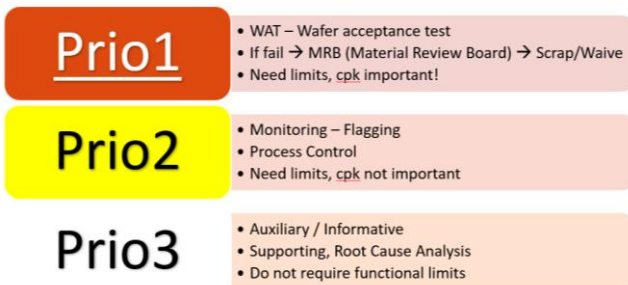 Prio1
• WAT – Wafer acceptance test
• If fail → MRB (Material Review Board) → Scrap/Waive
• Need limits, cpk important!
Prio2
• Monitoring – Flagging
• Process Control
• Need limits, cpk not important
Prio3
• Auxiliary / Informative
• Supporting, Root Cause Analysis
• Do not require functional limits